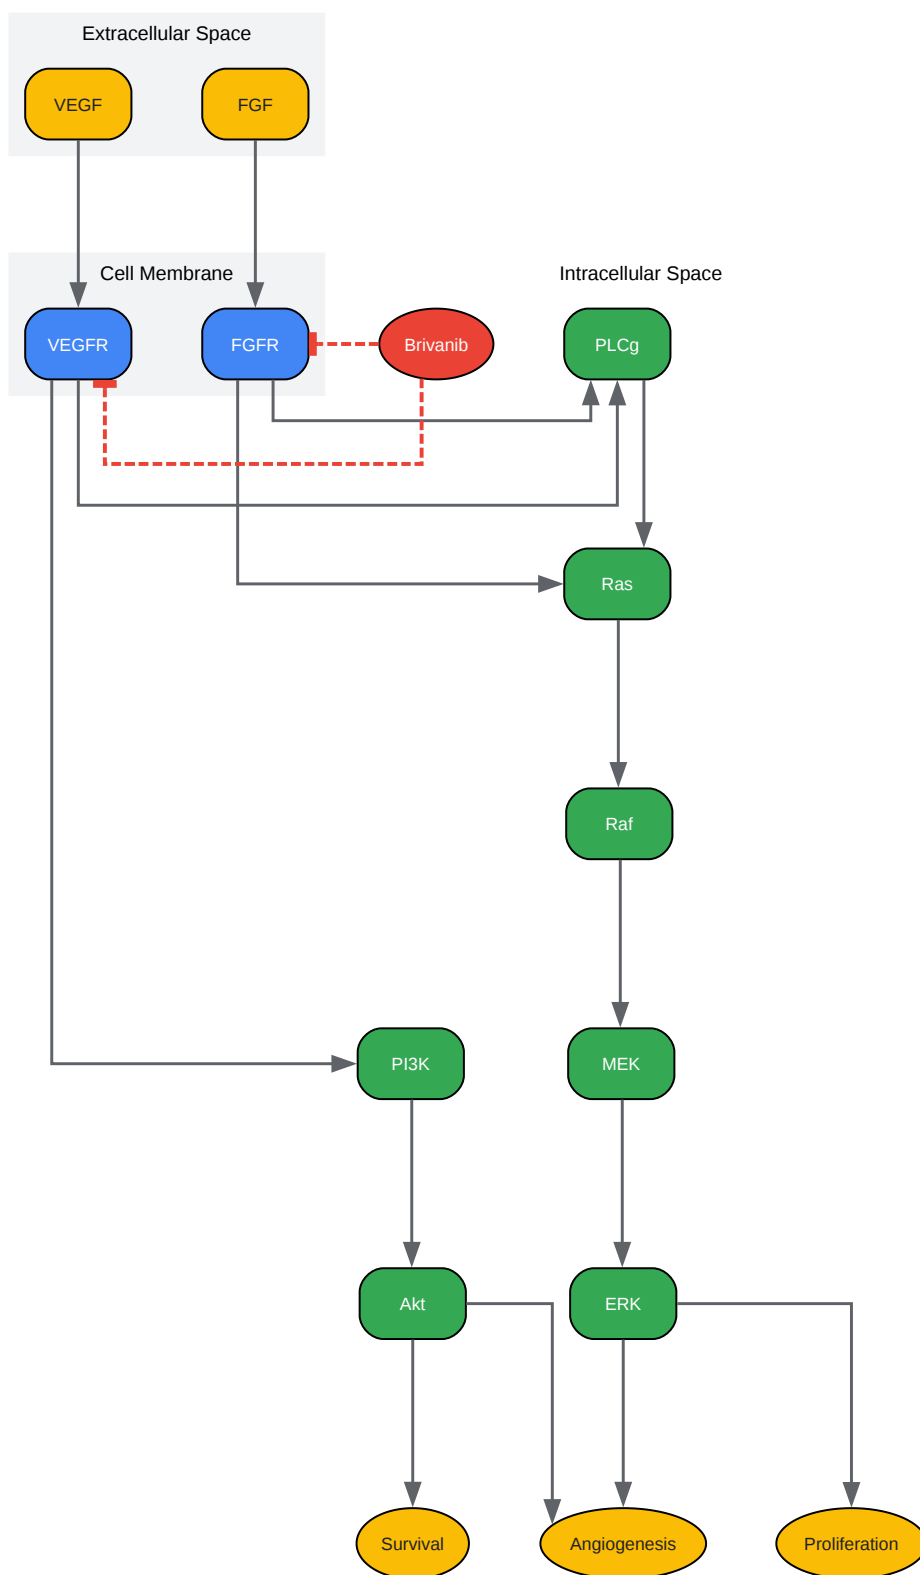 Extracellular Space
VEGF
FGF
Cell Membrane
Intracellular Space
VEGFR
FGFR
Brivanib
PLCg
Ras
Raf
PI3K
MEK
Akt
ERK
Survival
Angiogenesis
Proliferation